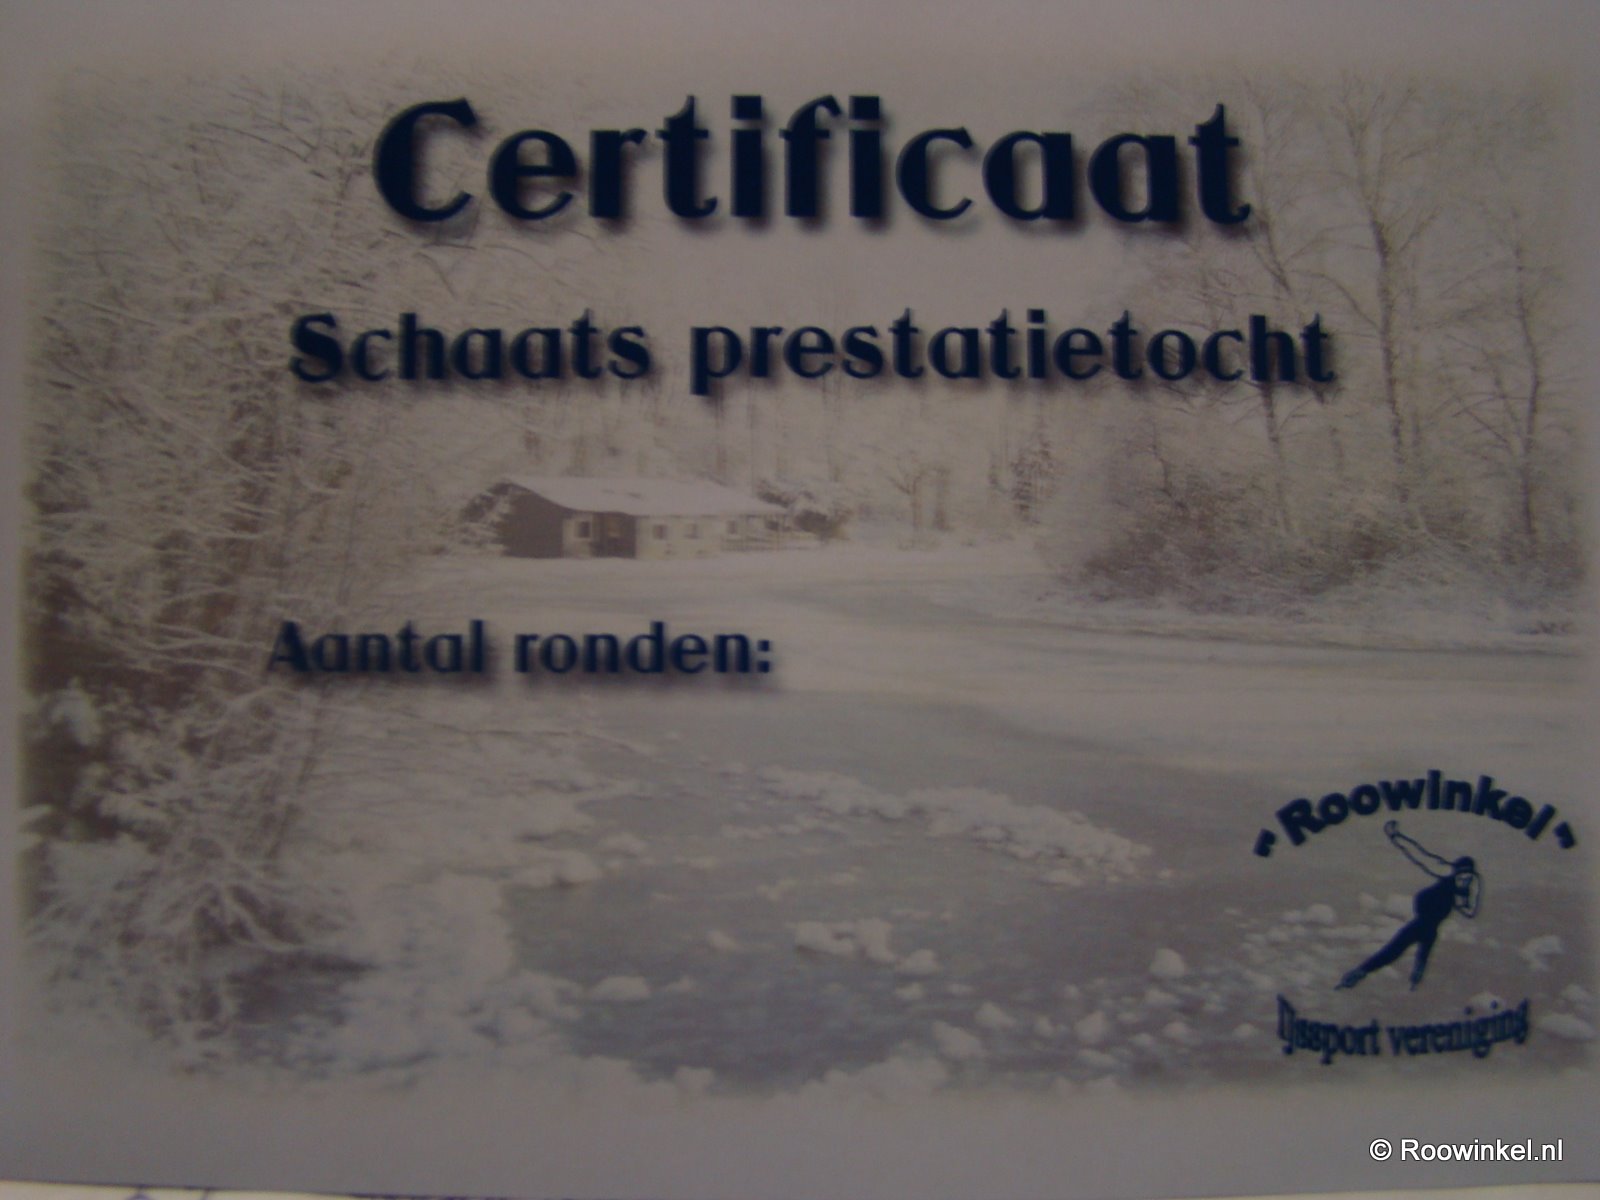 Certificaat
Schaats prestatietocht
Aantal ronden:
"Roowinkel"
Ijssport vereniging
© Roowinkel.nl